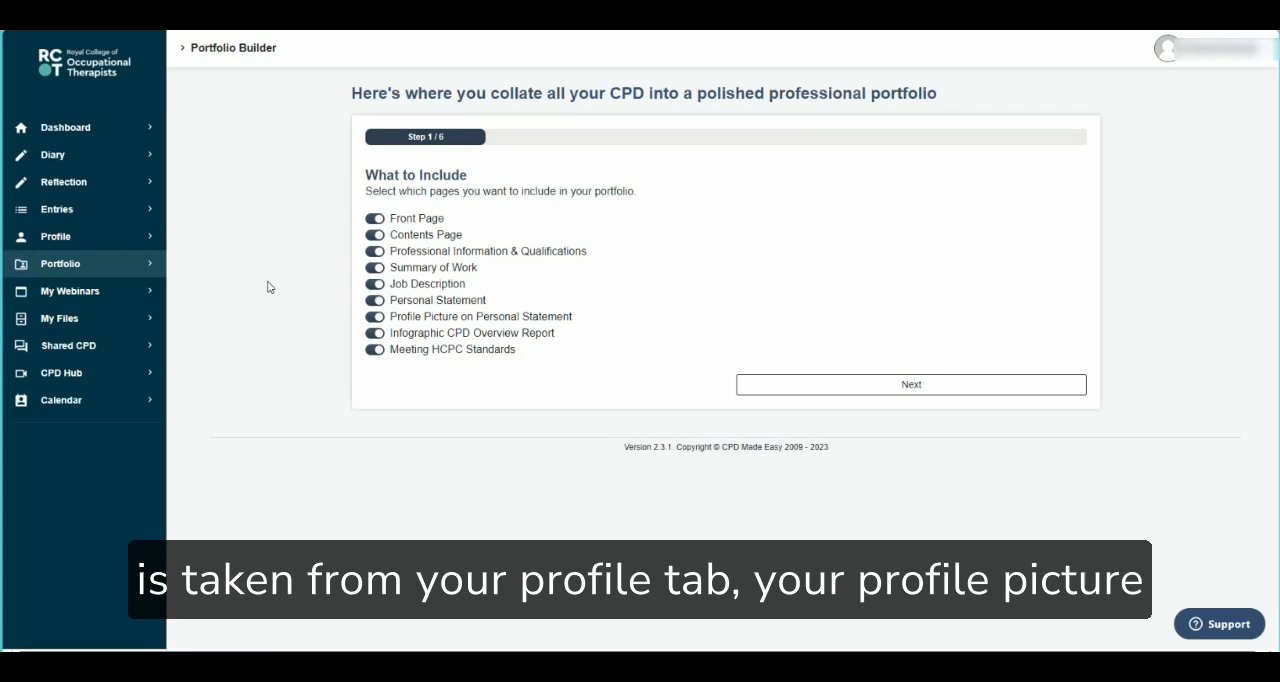 RC
OT
Royal College of
Occupational
Therapists
Portfolio Builder
Dashboard
Diary
Reflection
Entries
Profile
Portfolio
My Webinars
My Files
Shared CPD
CPD Hub
Calendar
Here's where you collate all your CPD into a polished professional portfolio
Step 1 / 6
What to Include
Select which pages you want to include in your portfolio.
Front Page
Contents Page
Professional Information & Qualifications
Summary of Work
Job Description
Personal Statement
Profile Picture on Personal Statement
Infographic CPD Overview Report
Meeting HCPC Standards
Next
Version 2.3.1. Copyright © CPD Made Easy 2009 - 2023
is taken from your profile tab, your profile picture
Support